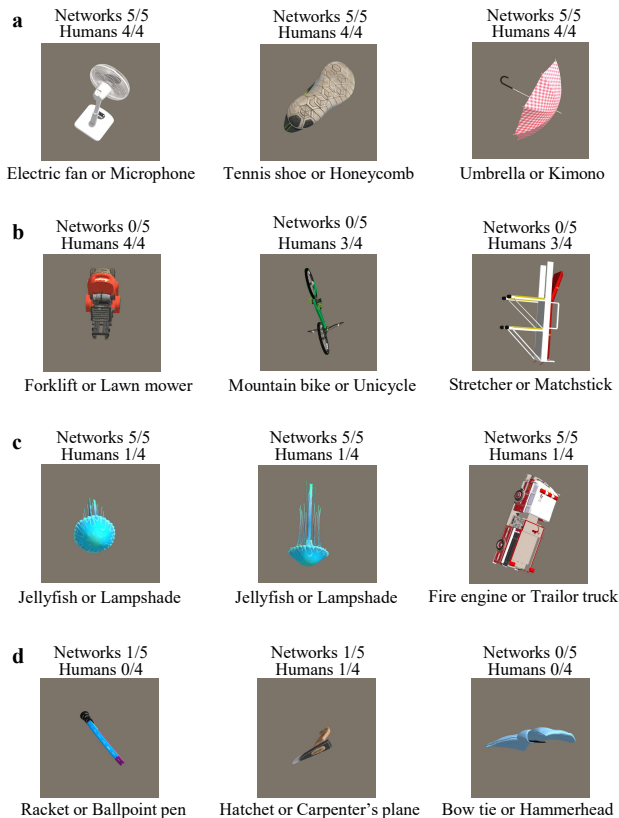 a
Networks 5/5 Networks 5/5 Networks 5/5
Humans 4/4 Humans 4/4 Humans 4/4
Electric fan or Microphone Tennis shoe or Honeycomb Umbrella or Kimono
b
Networks 0/5 Networks 0/5 Networks 0/5
Humans 4/4 Humans 3/4 Humans 3/4
Forklift or Lawn mower Mountain bike or Unicycle Stretcher or Matchstick
c
Networks 5/5 Networks 5/5 Networks 5/5
Humans 1/4 Humans 1/4 Humans 1/4
Jellyfish or Lampshade Jellyfish or Lampshade Fire engine or Trailor truck
d
Networks 1/5 Networks 1/5 Networks 0/5
Humans 0/4 Humans 1/4 Humans 0/4
Racket or Ballpoint pen Hatchet or Carpenter's plane Bow tie or Hammerhead